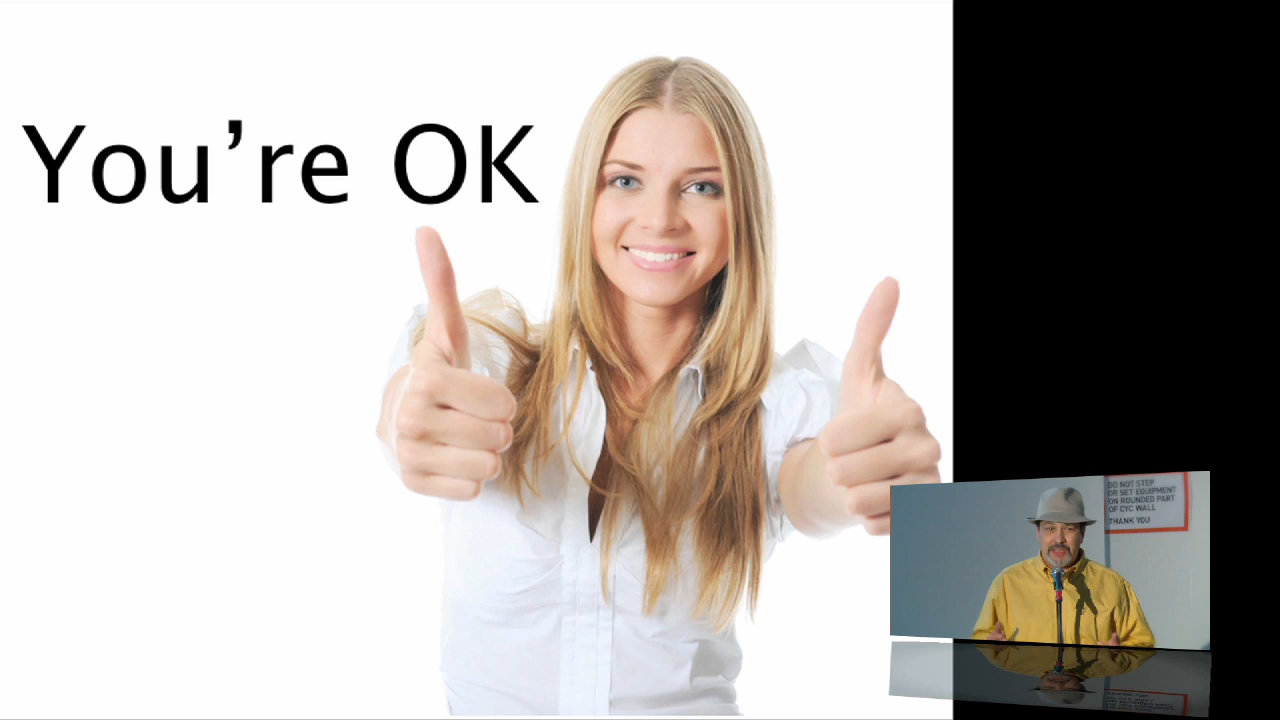 You’re OK
DO NOT STEP
OR SET EQUIPMENT
ON ROUNDED PART
OF CYC WALL
THANK YOU